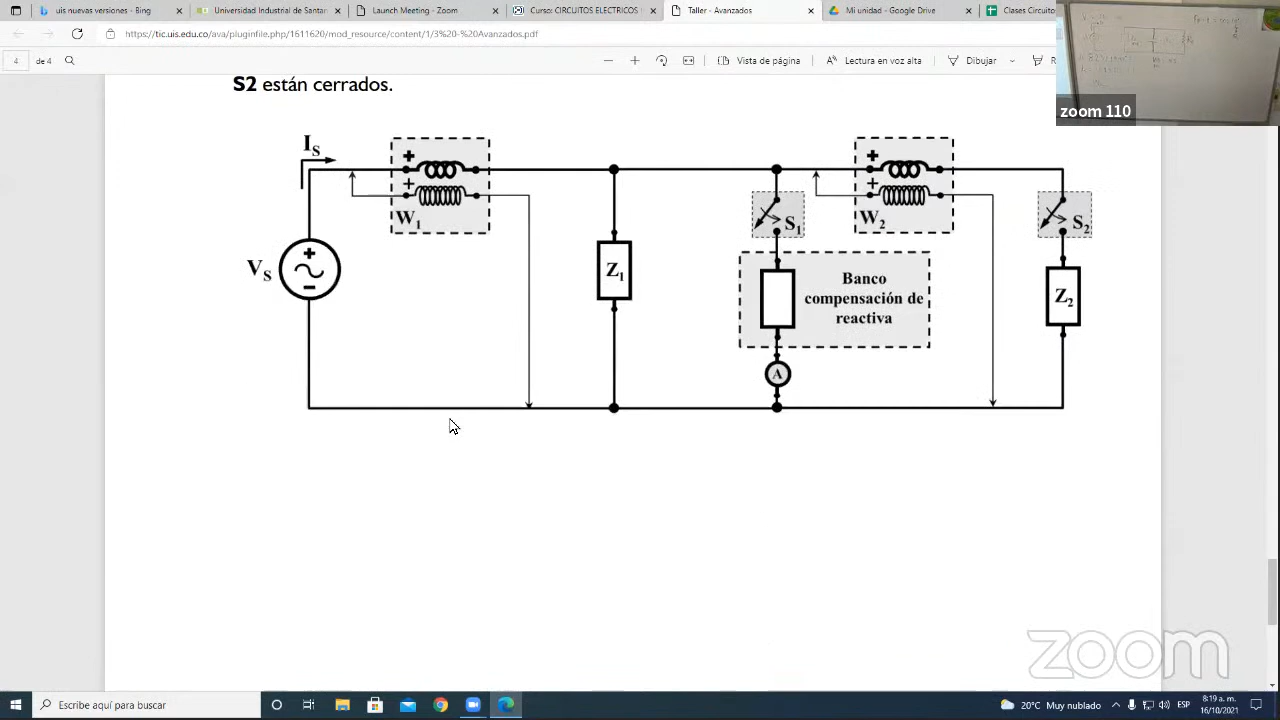 uis nuevas versiones - Bing
Universidad Industrial de Santan
Launch Meeting - Zoom
Curso: CIRCUITOS ELECTRICOS I
Taller - Avanzados
Mi unidad - Google Drive
Clases Circuito
https://tic.uis.edu.co/ava/pluginfile.php/1611620/mod_resource/content/1/3%20-%20Avanzados.pdf
4 de 4
Vista de página
Lectura en voz alta
Dibujar
zoom 110
S2 están cerrados.
IS
W1
W2
S1
S2
VS
Z1
Banco
compensación de
reactiva
Z2
A
zoom
Escribe aquí para buscar
20°C Muy nublado
ESP
8:19 a. m.
16/10/2021